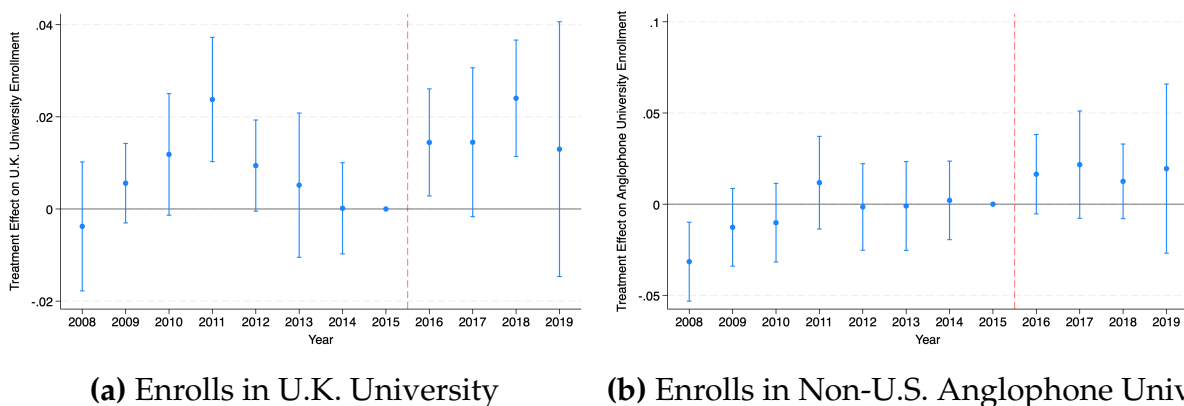 Treatment Effect on U.K. University Enrollment
.04
.02
0
-.02
2008 2009 2010 2011 2012 2013 2014 2015 2016 2017 2018 2019
Year
(a) Enrolls in U.K. University
Treatment Effect on Anglophone University Enrollment
.1
.05
0
-.05
2008 2009 2010 2011 2012 2013 2014 2015 2016 2017 2018 2019
Year
(b) Enrolls in Non-U.S. Anglophone Univ